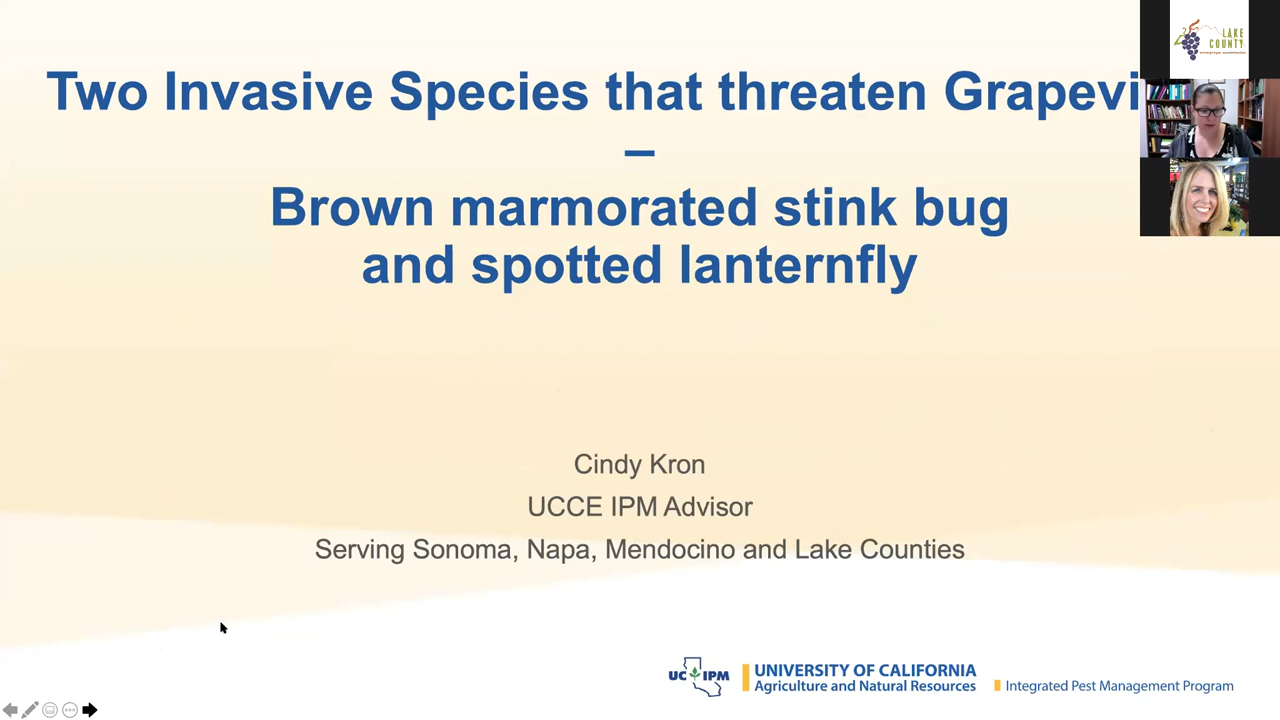 Two Invasive Species that threaten Grapevi
–
Brown marmorated stink bug
and spotted lanternfly
Cindy Kron
UCCE IPM Advisor
Serving Sonoma, Napa, Mendocino and Lake Counties
LAKE
COUNTY
UC IPM
UNIVERSITY OF CALIFORNIA
Agriculture and Natural Resources
Integrated Pest Management Program